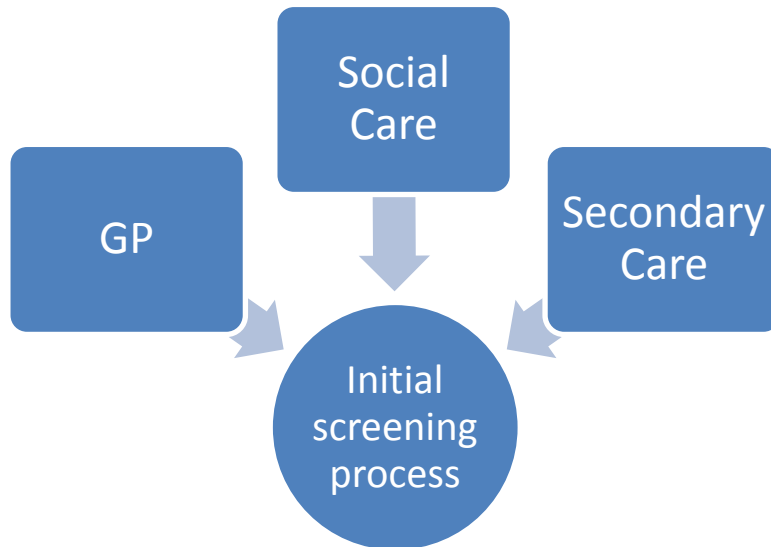 Social
Care
GP
Secondary
Care
Initial
screening
process